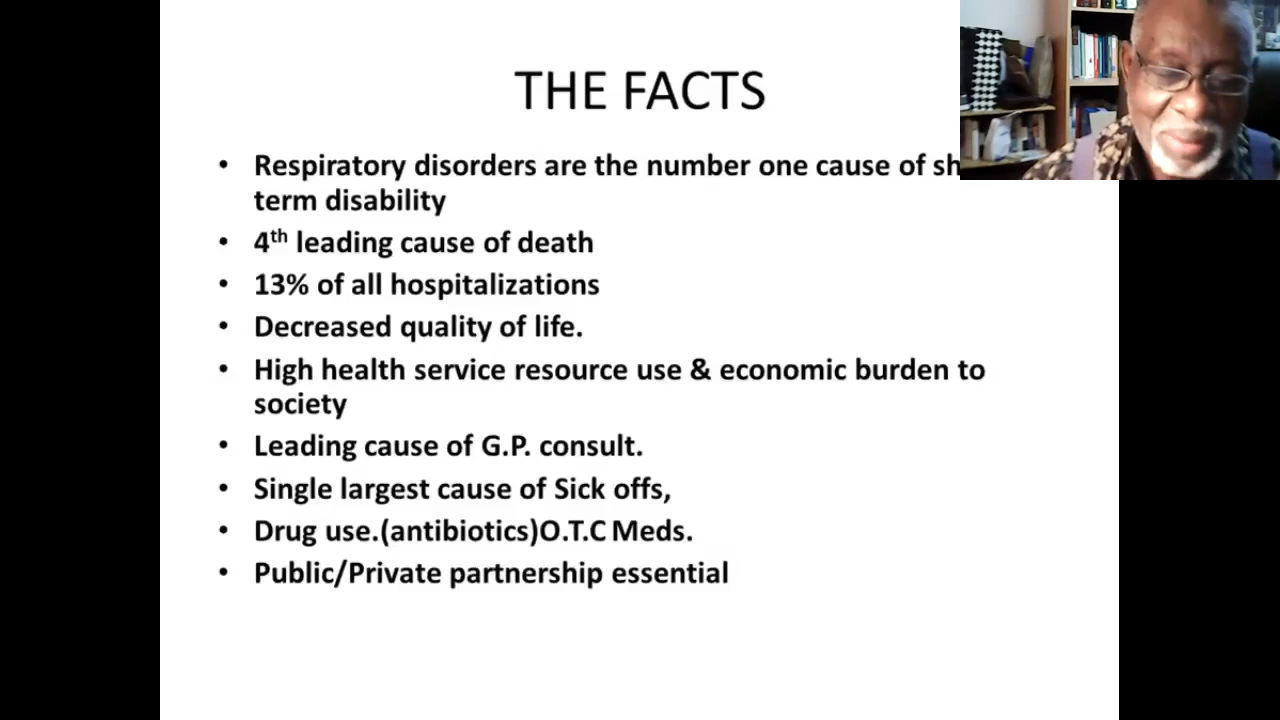 THE FACTS
• Respiratory disorders are the number one cause of
term disability
• 4th leading cause of death
• 13% of all hospitalizations
• Decreased quality of life.
• High health service resource use & economic burden to
society
• Leading cause of G.P. consult.
• Single largest cause of Sick offs,
• Drug use.(antibiotics)O.T.C Meds.
• Public/Private partnership essential